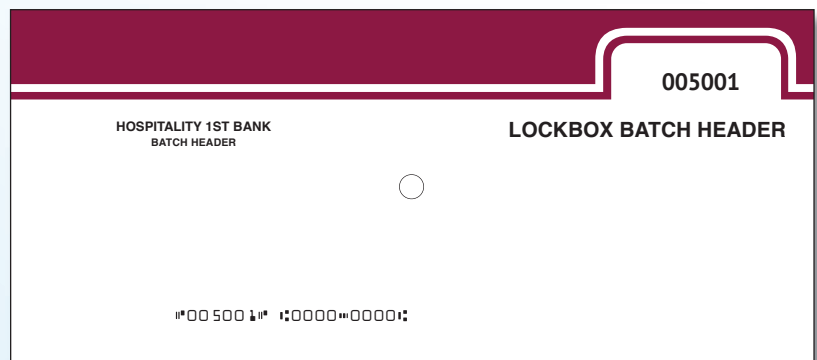 005001
HOSPITALITY 1ST BANK
LOCKBOX BATCH HEADER
BATCH HEADER
⑈005001⑈ ⑆0000⑉0000⑆